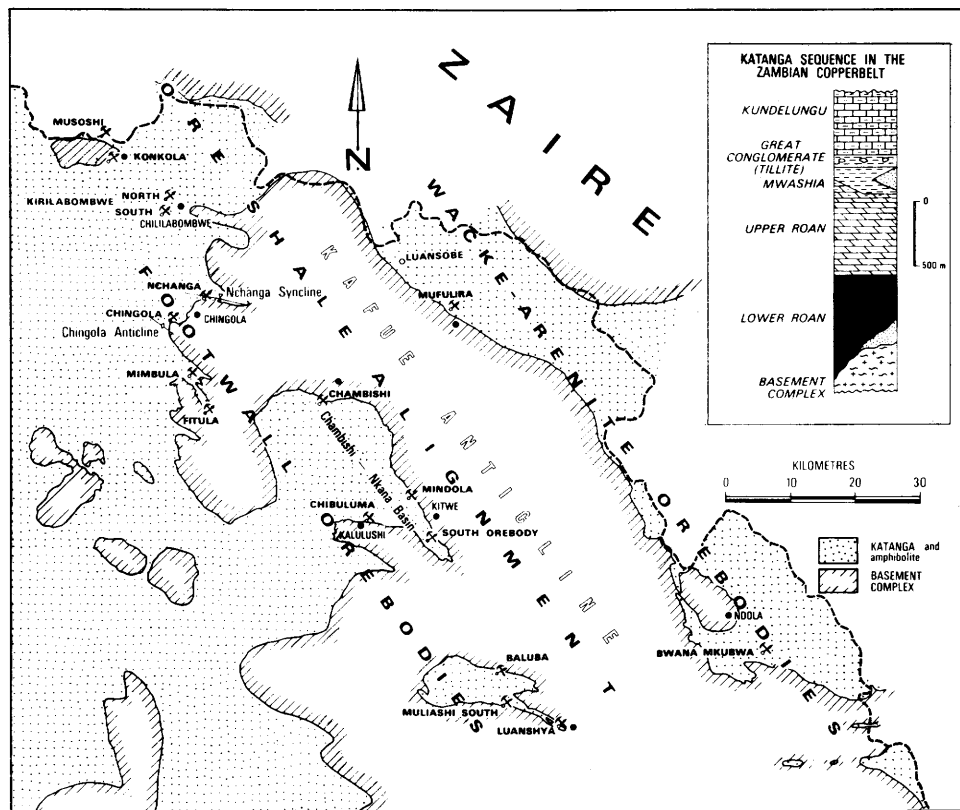 ZAIRE
N
ORE SHALE ALIGNMENT
KAFUE ANTICLINE
WACKE-ARENITE OREBODIES
FOOTWALL OREBODIES
MUSOSHI
KONKOLA
NORTH
KIRILABOMBWE
SOUTH
CHILILABOMBWE
LUANSOBE
MUFULIRA
NCHANGA
Nchanga Syncline
CHINGOLA
CHINGOLA
Chingola Anticline
MIMBULA
FITULA
CHAMBISHI
Chambishi - Nkana Basin
MINDOLA
KITWE
CHIBULUMA
KALULUSHI
SOUTH OREBODY
NDOLA
BWANA MKUBWA
BALUBA
MULIASHI SOUTH
LUANSHYA
KATANGA SEQUENCE IN THE
ZAMBIAN COPPERBELT
KUNDELUNGU
GREAT
CONGLOMERATE
(TILLITE)
MWASHIA
UPPER ROAN
LOWER ROAN
BASEMENT
COMPLEX
0
500 m
KILOMETRES
0 10 20 30
KATANGA and
amphibolite
BASEMENT
COMPLEX